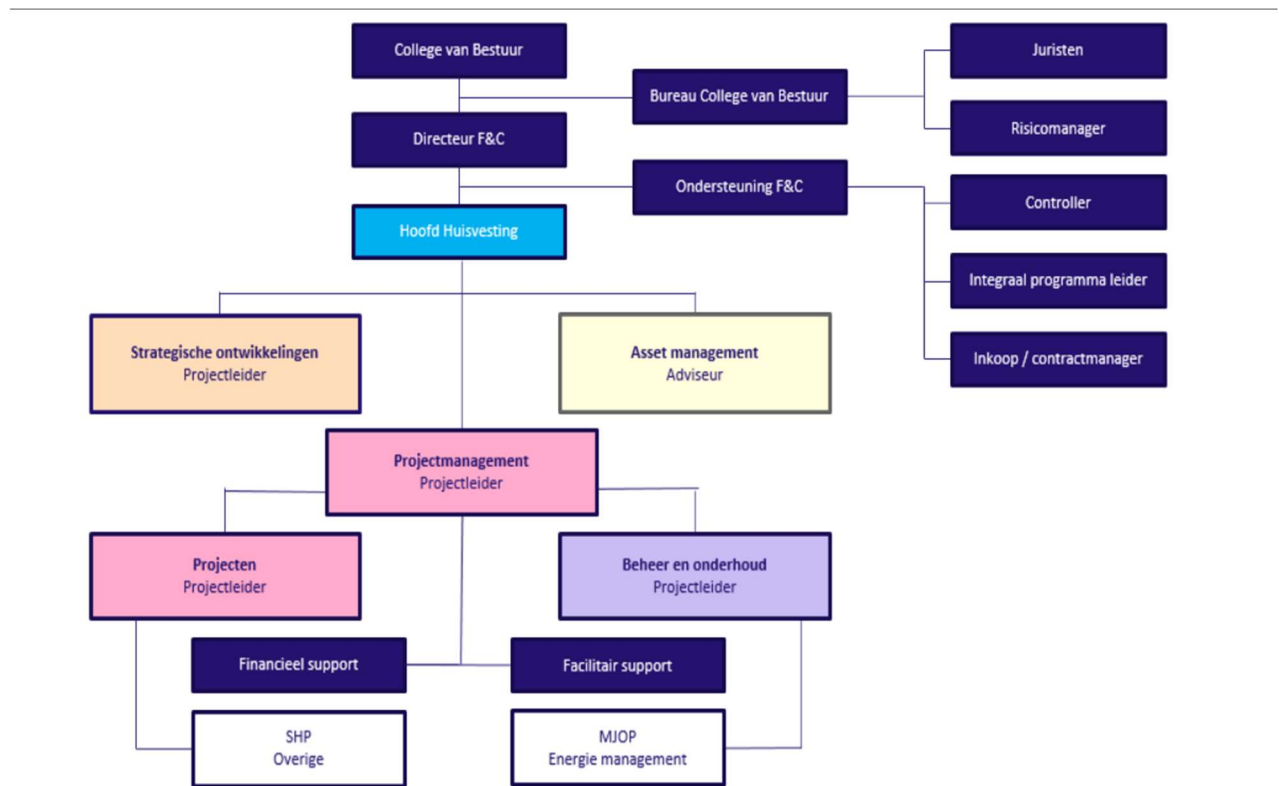 College van Bestuur
Juristen
Bureau College van Bestuur
Directeur F&C
Risicomanager
Ondersteuning F&C
Controller
Hoofd Huisvesting
Integraal programma leider
Strategische ontwikkelingen
Projectleider
Asset management
Adviseur
Inkoop / contractmanager
Projectmanagement
Projectleider
Projecten
Projectleider
Beheer en onderhoud
Projectleider
Financieel support
Facilitair support
SHP
Overige
MJOP
Energie management